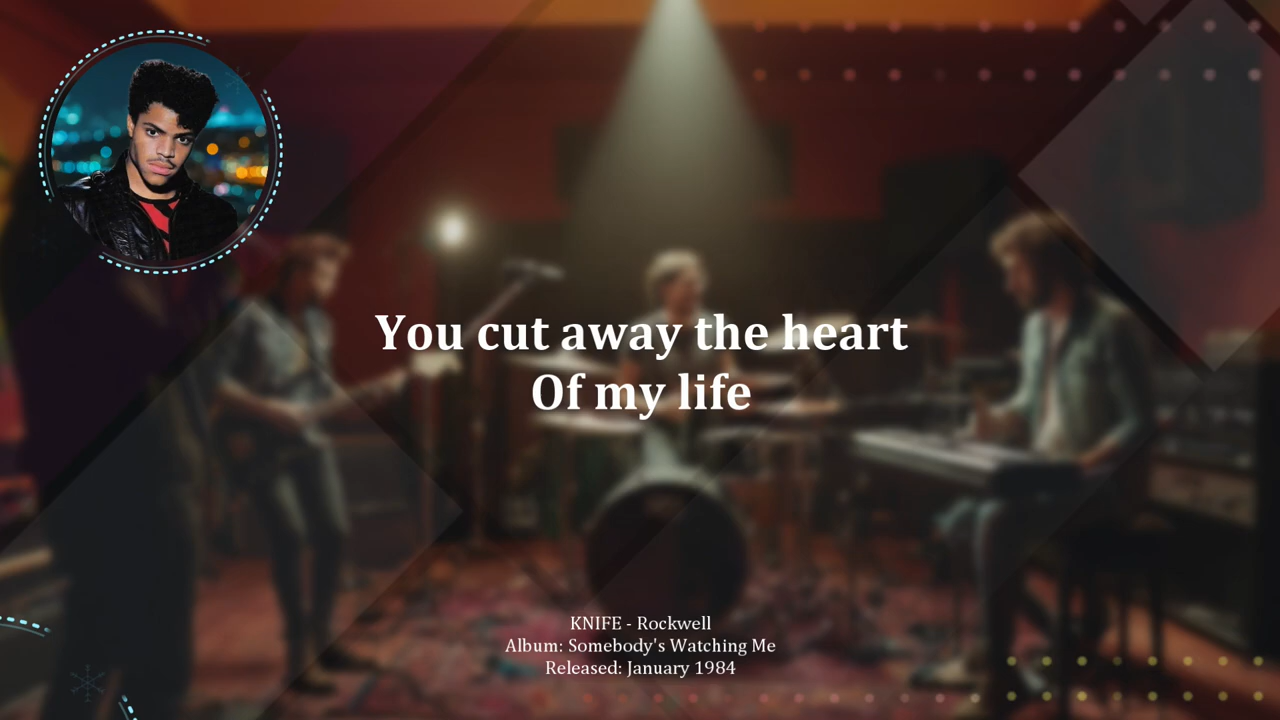 You cut away the heart
Of my life
KNIFE - Rockwell
Album: Somebody's Watching Me
Released: January 1984